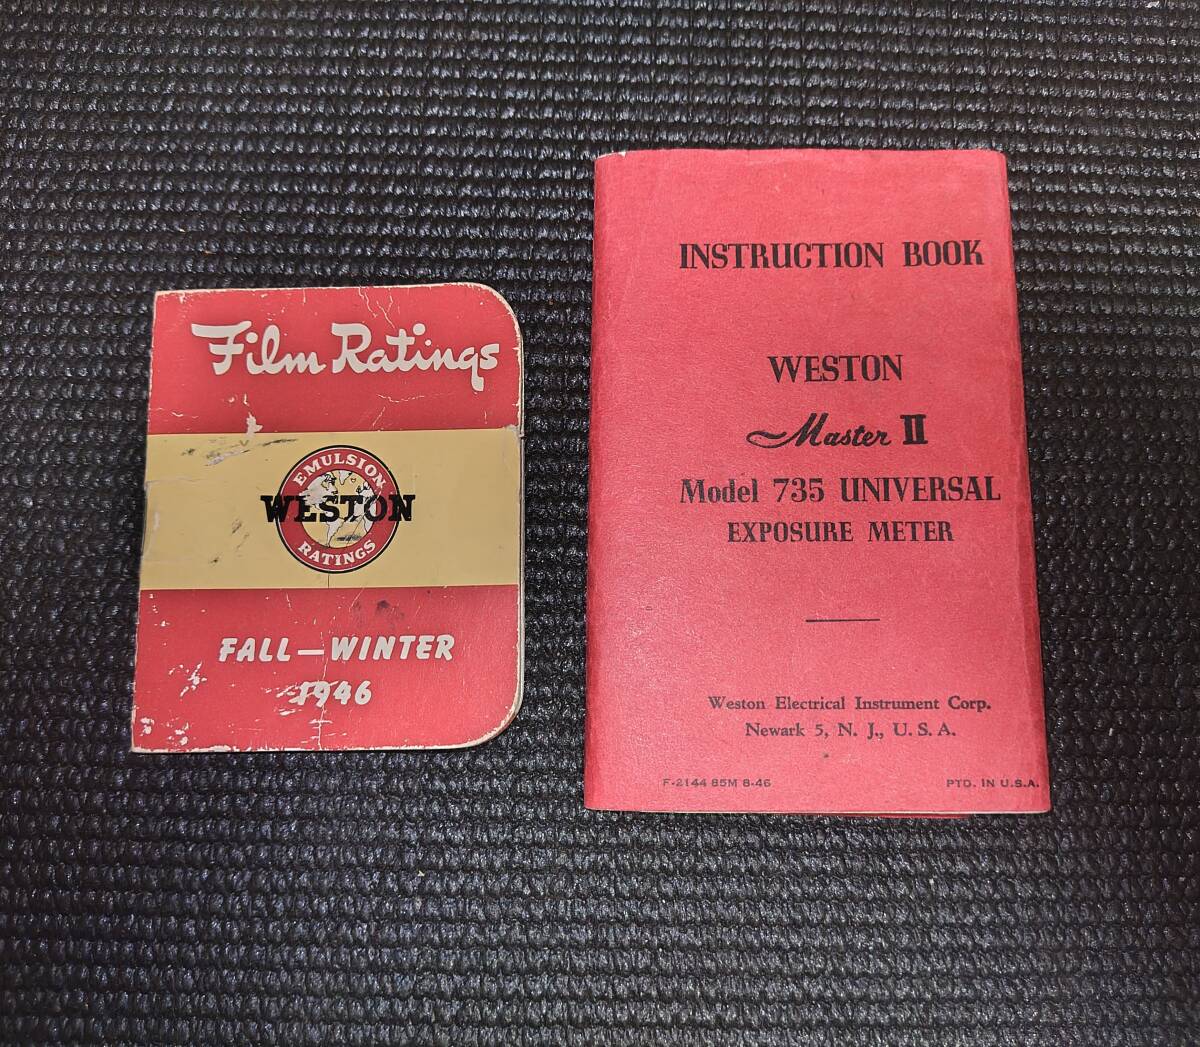 Film Ratings
EMULSION
WESTON
RATINGS
FALL—WINTER
1946
INSTRUCTION BOOK
WESTON
Master II
Model 735 UNIVERSAL
EXPOSURE METER
Weston Electrical Instrument Corp.
Newark 5, N. J., U. S. A.
F-2144 85M 8-46 PTD. IN U.S.A.